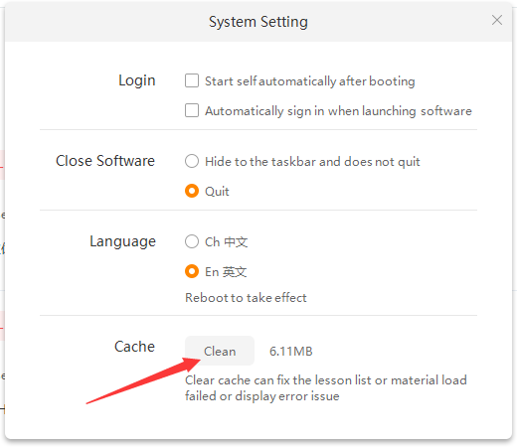 System Setting
Login
Start self automatically after booting
Automatically sign in when launching software
Close Software
Hide to the taskbar and does not quit
Quit
Language
Ch 中文
En 英文
Reboot to take effect
Cache
Clean
6.11MB
Clear cache can fix the lesson list or material load
failed or display error issue